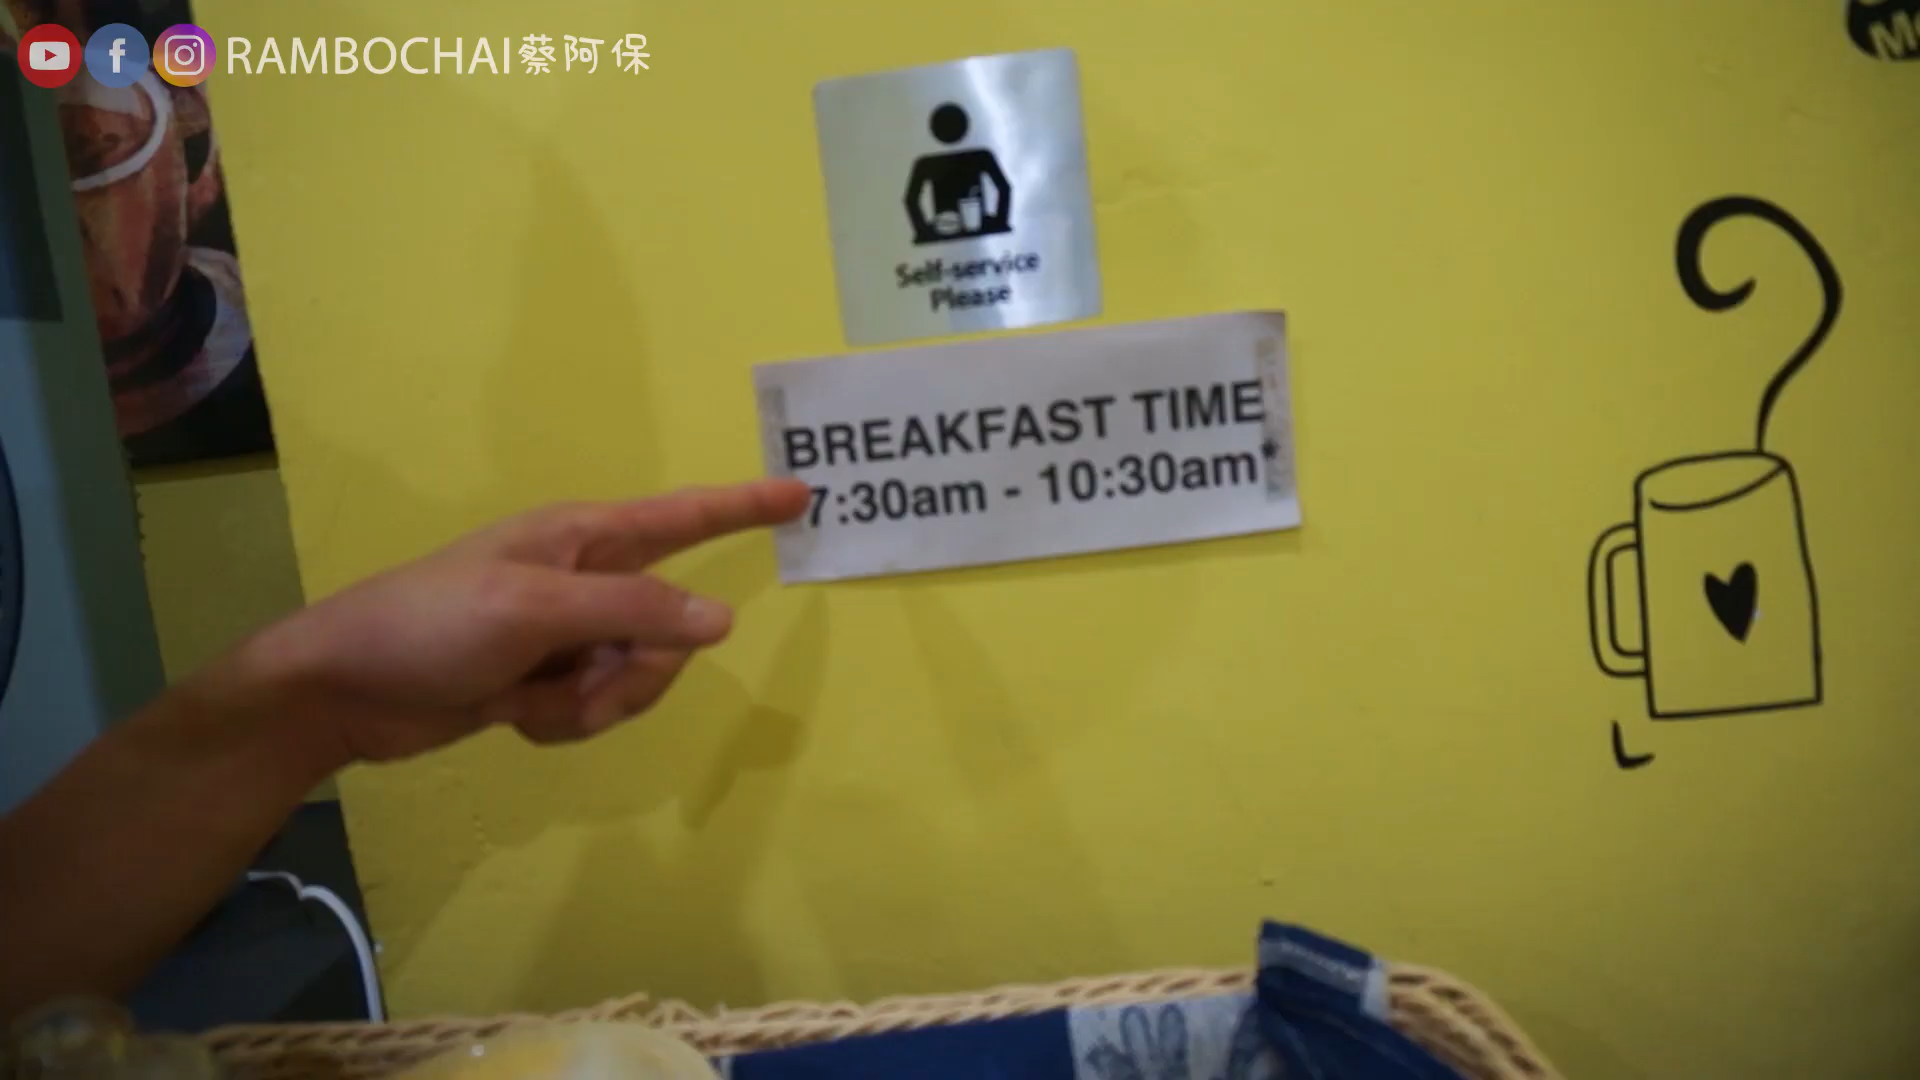 RAMBOCHAI蔡阿保
Self-service
Please
BREAKFAST TIME
7:30am - 10:30am*